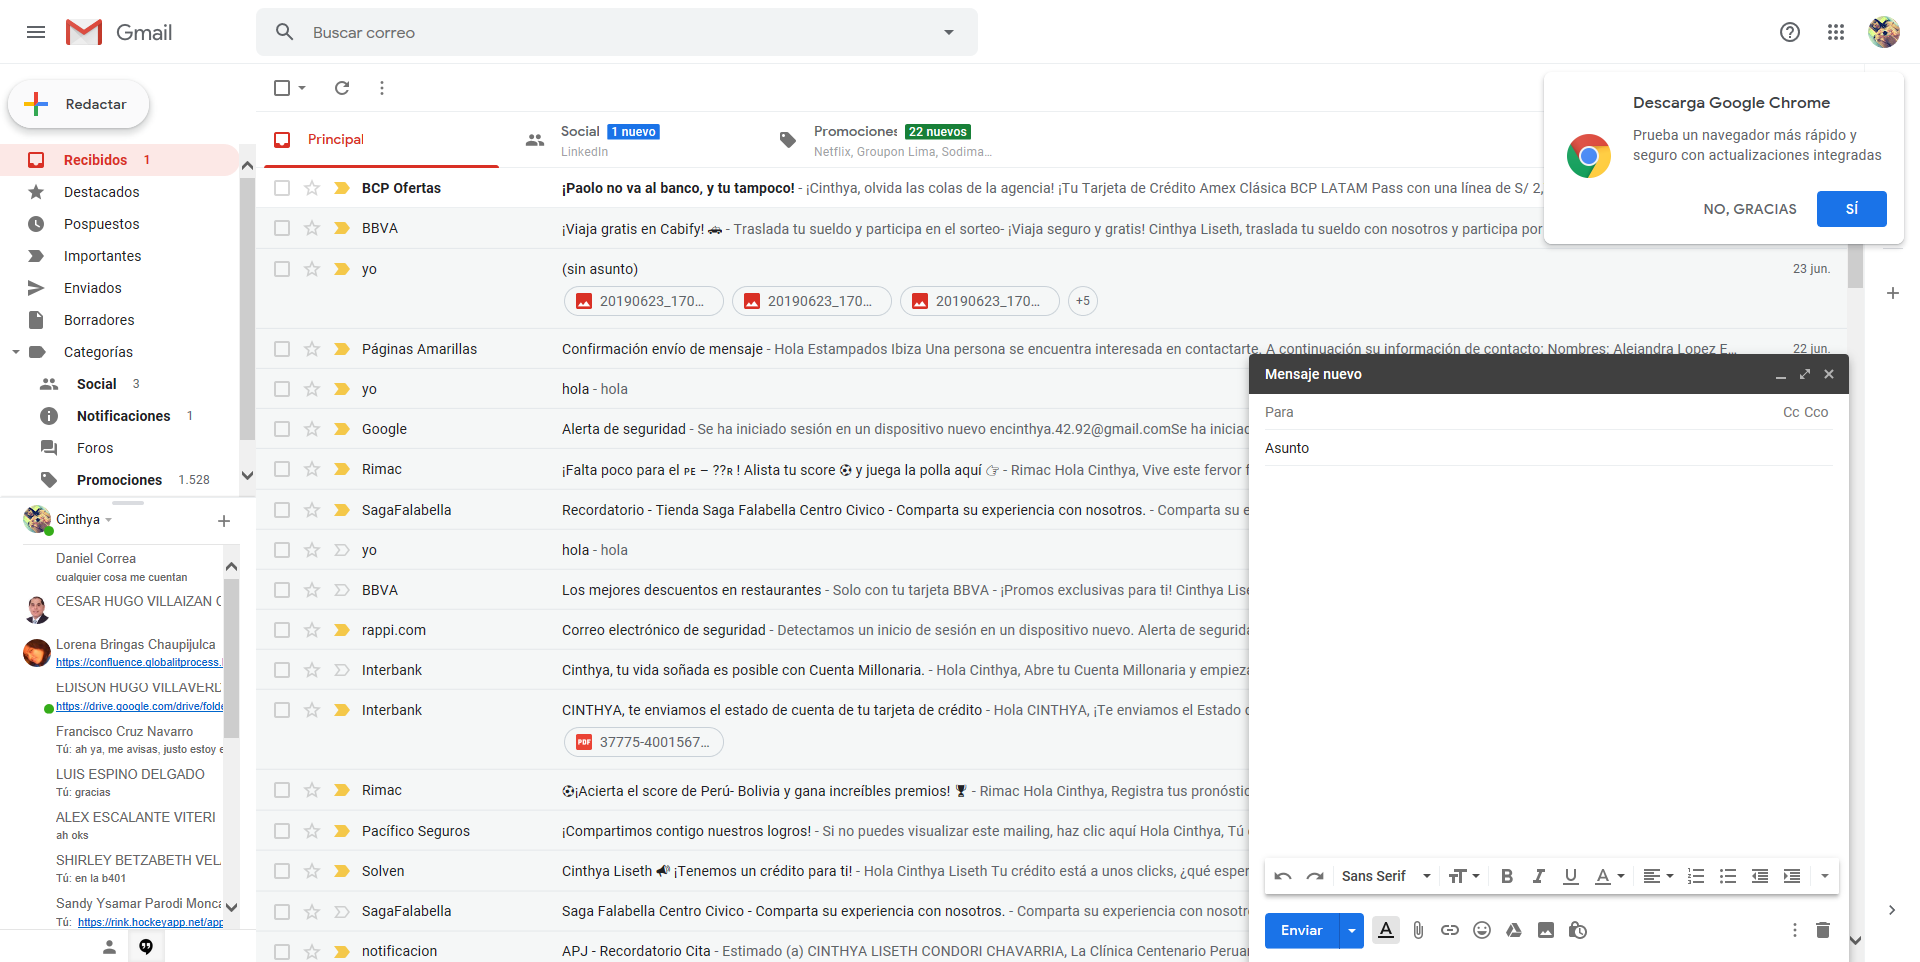 Gmail
Buscar correo
Redactar
Recibidos 1
Destacados
Pospuestos
Importantes
Enviados
Borradores
Categorías
Social 3
Notificaciones 1
Foros
Promociones 1.528
Cinthya
Daniel Correa
cualquier cosa me cuentan
CESAR HUGO VILLAIZAN
Lorena Bringas Chaupijulca
https://confluence.globalitprocess.
EDISON HUGO VILLAVER
https://drive.google.com/drive/folde
Francisco Cruz Navarro
Tú: ah ya, me avisas, justo estoy e
LUIS ESPINO DELGADO
Tú: gracias
ALEX ESCALANTE VITERI
ah oks
SHIRLEY BETZABETH VEL
Tú: en la b401
Sandy Ysamar Parodi Monca
Tú: https://rink.hockeyapp.net/app
Principal
Social 1 nuevo
LinkedIn
Promociones 22 nuevos
Netflix, Groupon Lima, Sodima...
BCP Ofertas ¡Paolo no va al banco, y tu tampoco! - ¡Cinthya, olvida las colas de la agencia! ¡Tu Tarjeta de Crédito Amex Clásica BCP LATAM Pass con una línea de S/ 2,
BBVA ¡Viaja gratis en Cabify! 🚓 - Traslada tu sueldo y participa en el sorteo- ¡Viaja seguro y gratis! Cinthya Liseth, traslada tu sueldo con nosotros y participa por
yo (sin asunto) 23 jun.
20190623_170... 20190623_170... 20190623_170... +5
Páginas Amarillas Confirmación envío de mensaje - Hola Estampados Ibiza Una persona se encuentra interesada en contactarte. A continuación su información de contacto: Nombres: Alejandra Lopez E... 22 jun.
yo hola - hola
Google Alerta de seguridad - Se ha iniciado sesión en un dispositivo nuevo encinthya.42.92@gmail.comSe ha iniciad
Rimac ¡Falta poco para el ᴘᴇ – ??ʀ ! Alista tu score ⚽ y juega la polla aquí 👉 - Rimac Hola Cinthya, Vive este fervor f
SagaFalabella Recordatorio - Tienda Saga Falabella Centro Civico - Comparta su experiencia con nosotros. - Comparta su e
yo hola - hola
BBVA Los mejores descuentos en restaurantes - Solo con tu tarjeta BBVA - ¡Promos exclusivas para ti! Cinthya Lise
rappi.com Correo electrónico de seguridad - Detectamos un inicio de sesión en un dispositivo nuevo. Alerta de segurida
Interbank Cinthya, tu vida soñada es posible con Cuenta Millonaria. - Hola Cinthya, Abre tu Cuenta Millonaria y empieza
Interbank CINTHYA, te enviamos el estado de cuenta de tu tarjeta de crédito - Hola CINTHYA, ¡Te enviamos el Estado
PDF 37775-4001567...
Rimac ⚽¡Acierta el score de Perú- Bolivia y gana increíbles premios! 🏆 - Rimac Hola Cinthya, Registra tus pronóstic
Pacífico Seguros ¡Compartimos contigo nuestros logros! - Si no puedes visualizar este mailing, haz clic aquí Hola Cinthya, Tú
Solven Cinthya Liseth 📢 ¡Tenemos un crédito para ti! - Hola Cinthya Liseth Tu crédito está a unos clicks, ¿qué esper
SagaFalabella Saga Falabella Centro Civico - Comparta su experiencia con nosotros. - Comparta su experiencia con nosotr
notificacion APJ - Recordatorio Cita - Estimado (a) CINTHYA LISETH CONDORI CHAVARRIA, La Clínica Centenario Perua
Descarga Google Chrome
Prueba un navegador más rápido y
seguro con actualizaciones integradas
NO, GRACIAS SÍ
Mensaje nuevo
Para Cc Cco
Asunto
Sans Serif
Enviar